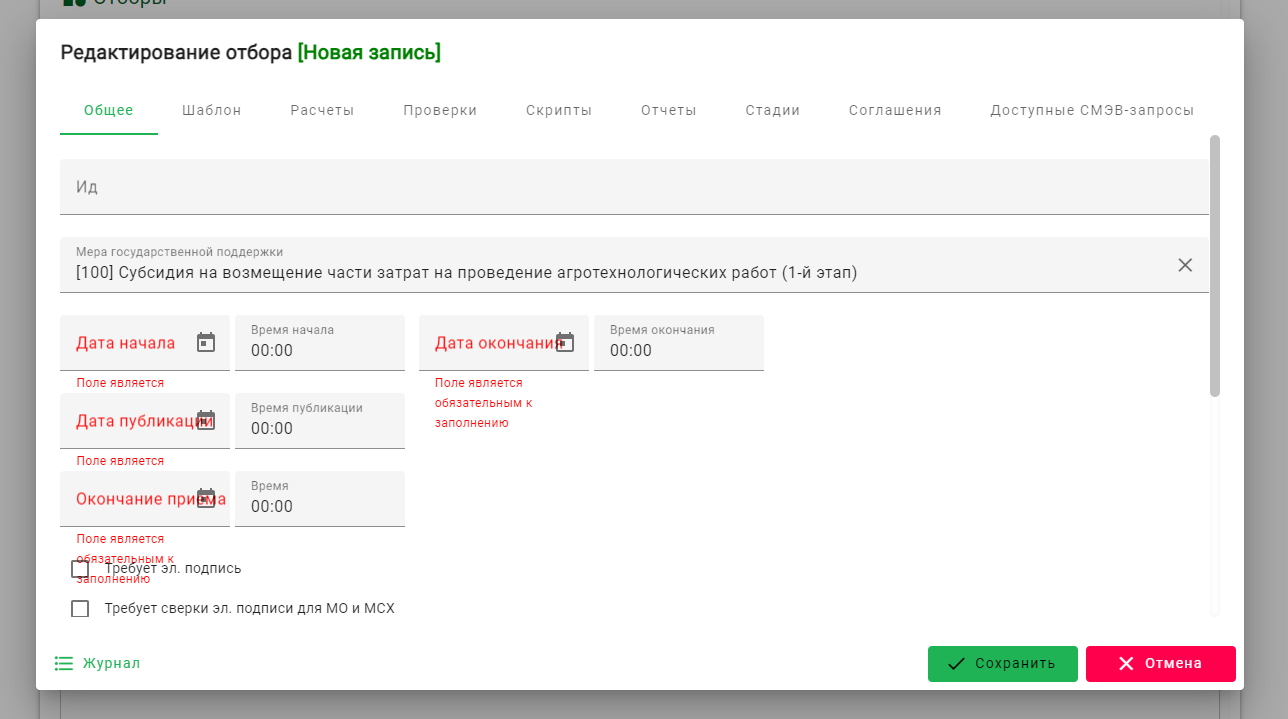 Отборы
Редактирование отбора [Новая запись]
Общее Шаблон Расчеты Проверки Скрипты Отчеты Стадии Соглашения Доступные СМЭВ-запросы
Ид
Мера государственной поддержки
[100] Субсидия на возмещение части затрат на проведение агротехнологических работ (1-й этап)
Дата начала
Время начала
00:00
Дата окончания
Время окончания
00:00
Поле является
Поле является
обязательным к
заполнению
Дата публикации
Время публикации
00:00
Поле является
Окончание приема
Время
00:00
Поле является
обязательным к
заполнению
Требует эл. подпись
Требует сверки эл. подписи для МО и МСХ
Журнал
Сохранить
Отмена